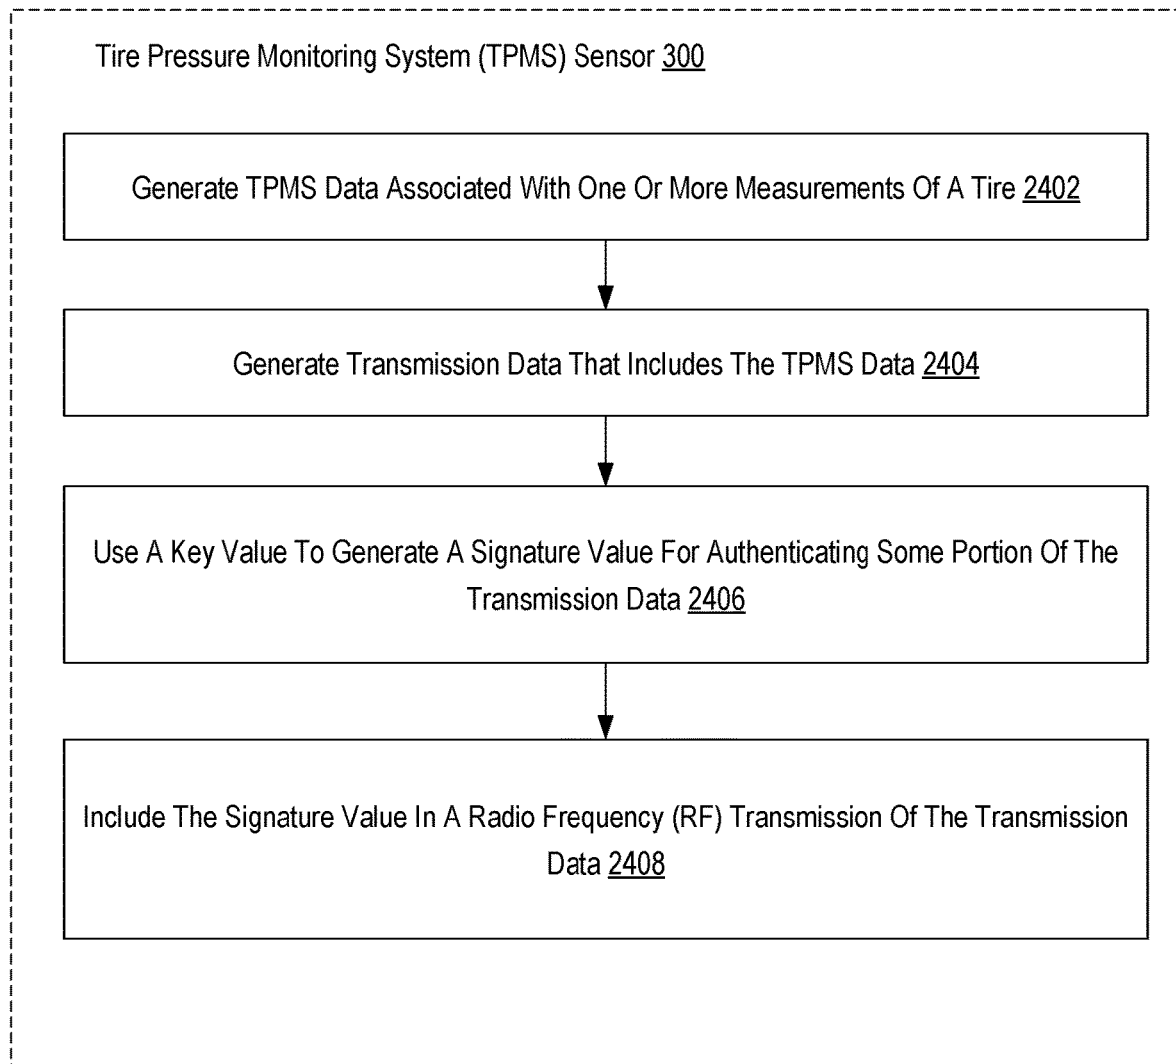 Tire Pressure Monitoring System (TPMS) Sensor 300
Generate TPMS Data Associated With One Or More Measurements Of A Tire 2402
Generate Transmission Data That Includes The TPMS Data 2404
Use A Key Value To Generate A Signature Value For Authenticating Some Portion Of The
Transmission Data 2406
Include The Signature Value In A Radio Frequency (RF) Transmission Of The Transmission
Data 2408